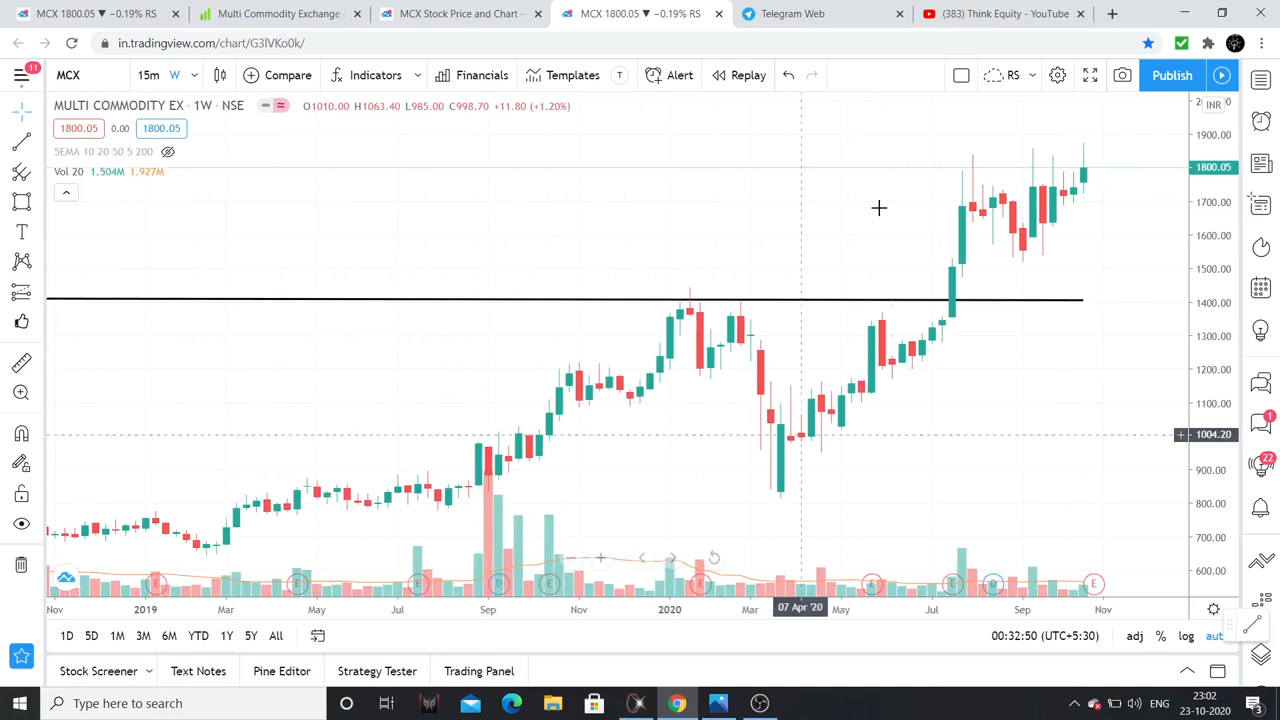 MCX 1800.05 ▼ −0.19% RS
Multi Commodity Exchange
MCX Stock Price and Chart —
MCX 1800.05 ▼ −0.19% RS
Telegram Web
(383) Think Equity - YouTube
in.tradingview.com/chart/G3lVKo0k/
11
MCX
15m
W
Compare
Indicators
Financials
Templates
T
Alert
Replay
RS
Publish
MULTI COMMODITY EX · 1W · NSE
O1010.00 H1063.40 L985.00 C998.70 +11.80 (+1.20%)
INR
1800.05
0.00
1800.05
5EMA 10 20 50 5 200
Vol 20 1.504M 1.927M
1900.00
1800.05
1700.00
1600.00
1500.00
1400.00
1300.00
1200.00
1100.00
1004.20
900.00
800.00
700.00
600.00
1
22
E E E D E E E E D E
Nov 2019 Mar May Jul Sep Nov 2020 Mar 07 Apr '20 May Jul Sep Nov
1D 5D 1M 3M 6M YTD 1Y 5Y All
00:32:50 (UTC+5:30)
adj % log
Stock Screener
Text Notes
Pine Editor
Strategy Tester
Trading Panel
Type here to search
ENG
23:02
23-10-2020
3